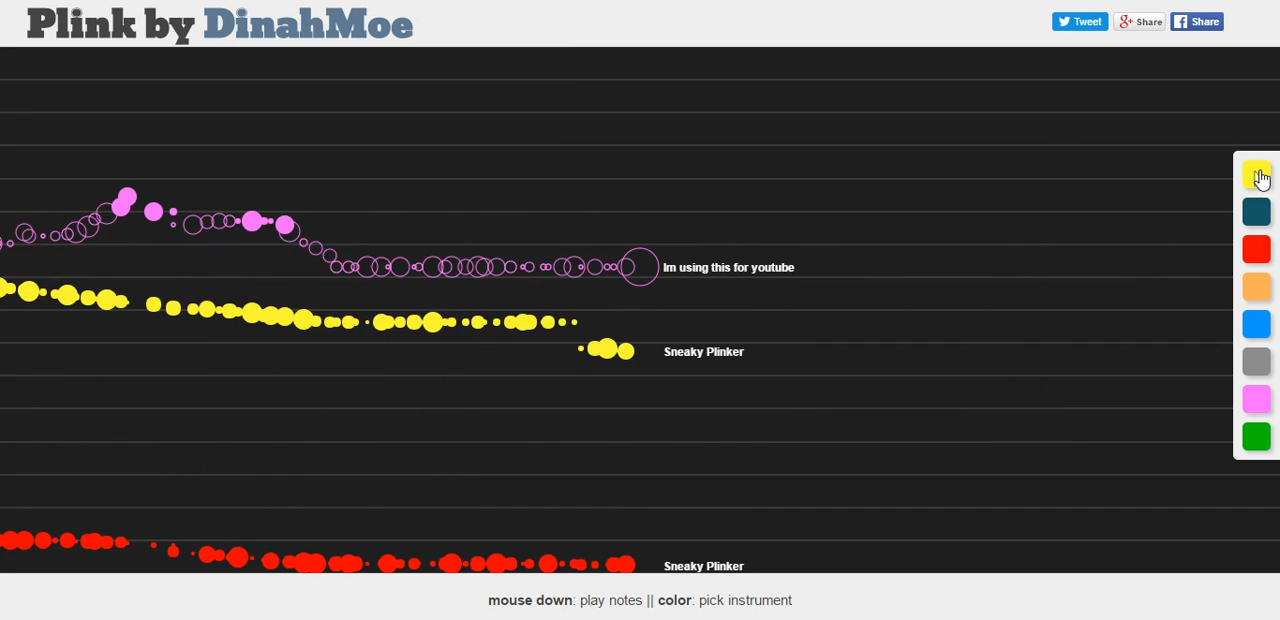 Plink by DinahMoe
Tweet
Share
Share
Im using this for youtube
Sneaky Plinker
Sneaky Plinker
mouse down: play notes || color: pick instrument